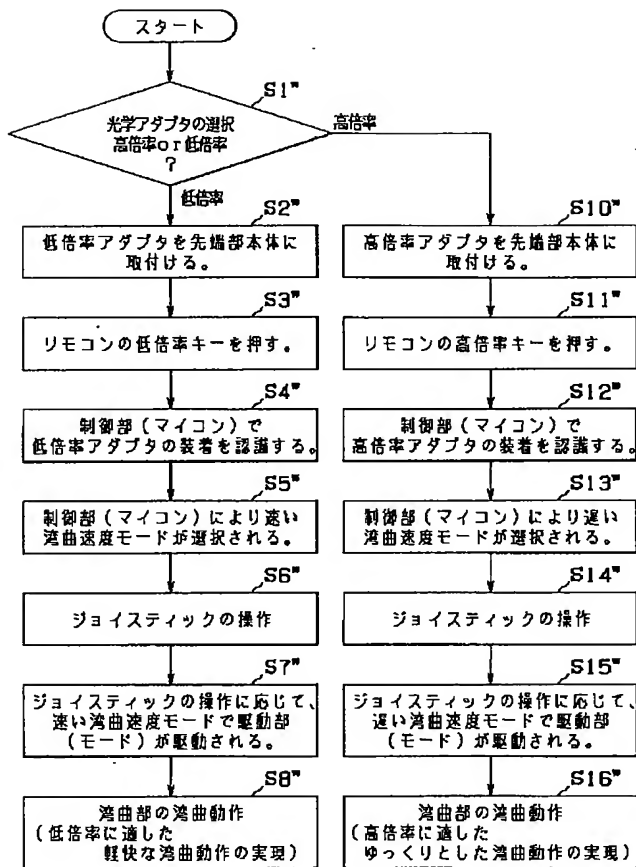 スタート
S1"
光学アダプタの選択
高倍率or低倍率
?
高倍率
低倍率
S2"
低倍率アダプタを先端部本体に
取付ける。
S3"
リモコンの低倍率キーを押す。
S4"
制御部(マイコン)で
低倍率アダプタの装着を認識する。
S5"
制御部(マイコン)により速い
湾曲速度モードが選択される。
S6"
ジョイスティックの操作
S7"
ジョイスティックの操作に応じて、
速い湾曲速度モードで駆動部
(モード)が駆動される。
S8"
湾曲部の湾曲動作
(低倍率に適した
軽快な湾曲動作の実現)
S10"
高倍率アダプタを先端部本体に
取付ける。
S11"
リモコンの高倍率キーを押す。
S12"
制御部(マイコン)で
高倍率アダプタの装着を認識する。
S13"
制御部(マイコン)により遅い
湾曲速度モードが選択される。
S14"
ジョイスティックの操作
S15"
ジョイスティックの操作に応じて、
遅い湾曲速度モードで駆動部
(モード)が駆動される。
S16"
湾曲部の湾曲動作
(高倍率に適した
ゆっくりとした湾曲動作の実現)